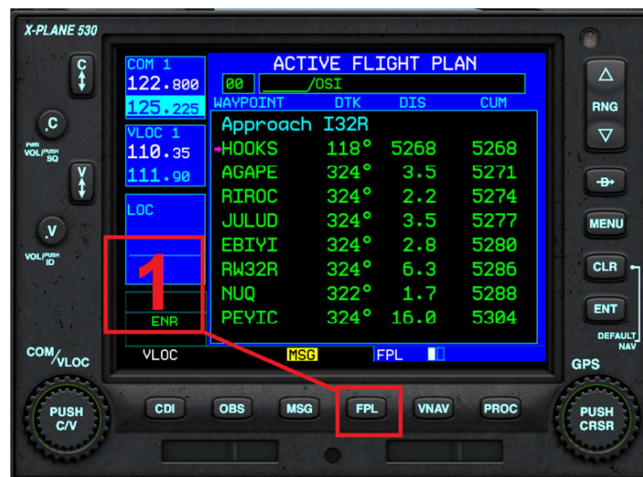 X-PLANE 530
C
COM 1
122.800
125.225
ACTIVE FLIGHT PLAN
00 _____/OSI
WAYPOINT DTK DIS CUM
Approach I32R
HOOKS 118° 5268 5268
AGAPE 324° 3.5 5271
RIROC 324° 2.2 5274
JULUD 324° 3.5 5277
EBIYI 324° 2.8 5280
RW32R 324° 6.3 5286
NUQ 322° 1.7 5288
PEYIC 324° 16.0 5304
.C
PWR
VOL/PUSH SQ
VLOC 1
110.35
111.90
V
LOC
.V
VOL/PUSH ID
1
ENR
VLOC
MSG
FPL
RNG
D
MENU
CLR
ENT
DEFAULT NAV
COM/VLOC
GPS
PUSH C/V
CDI
OBS
MSG
FPL
VNAV
PROC
PUSH CRSR